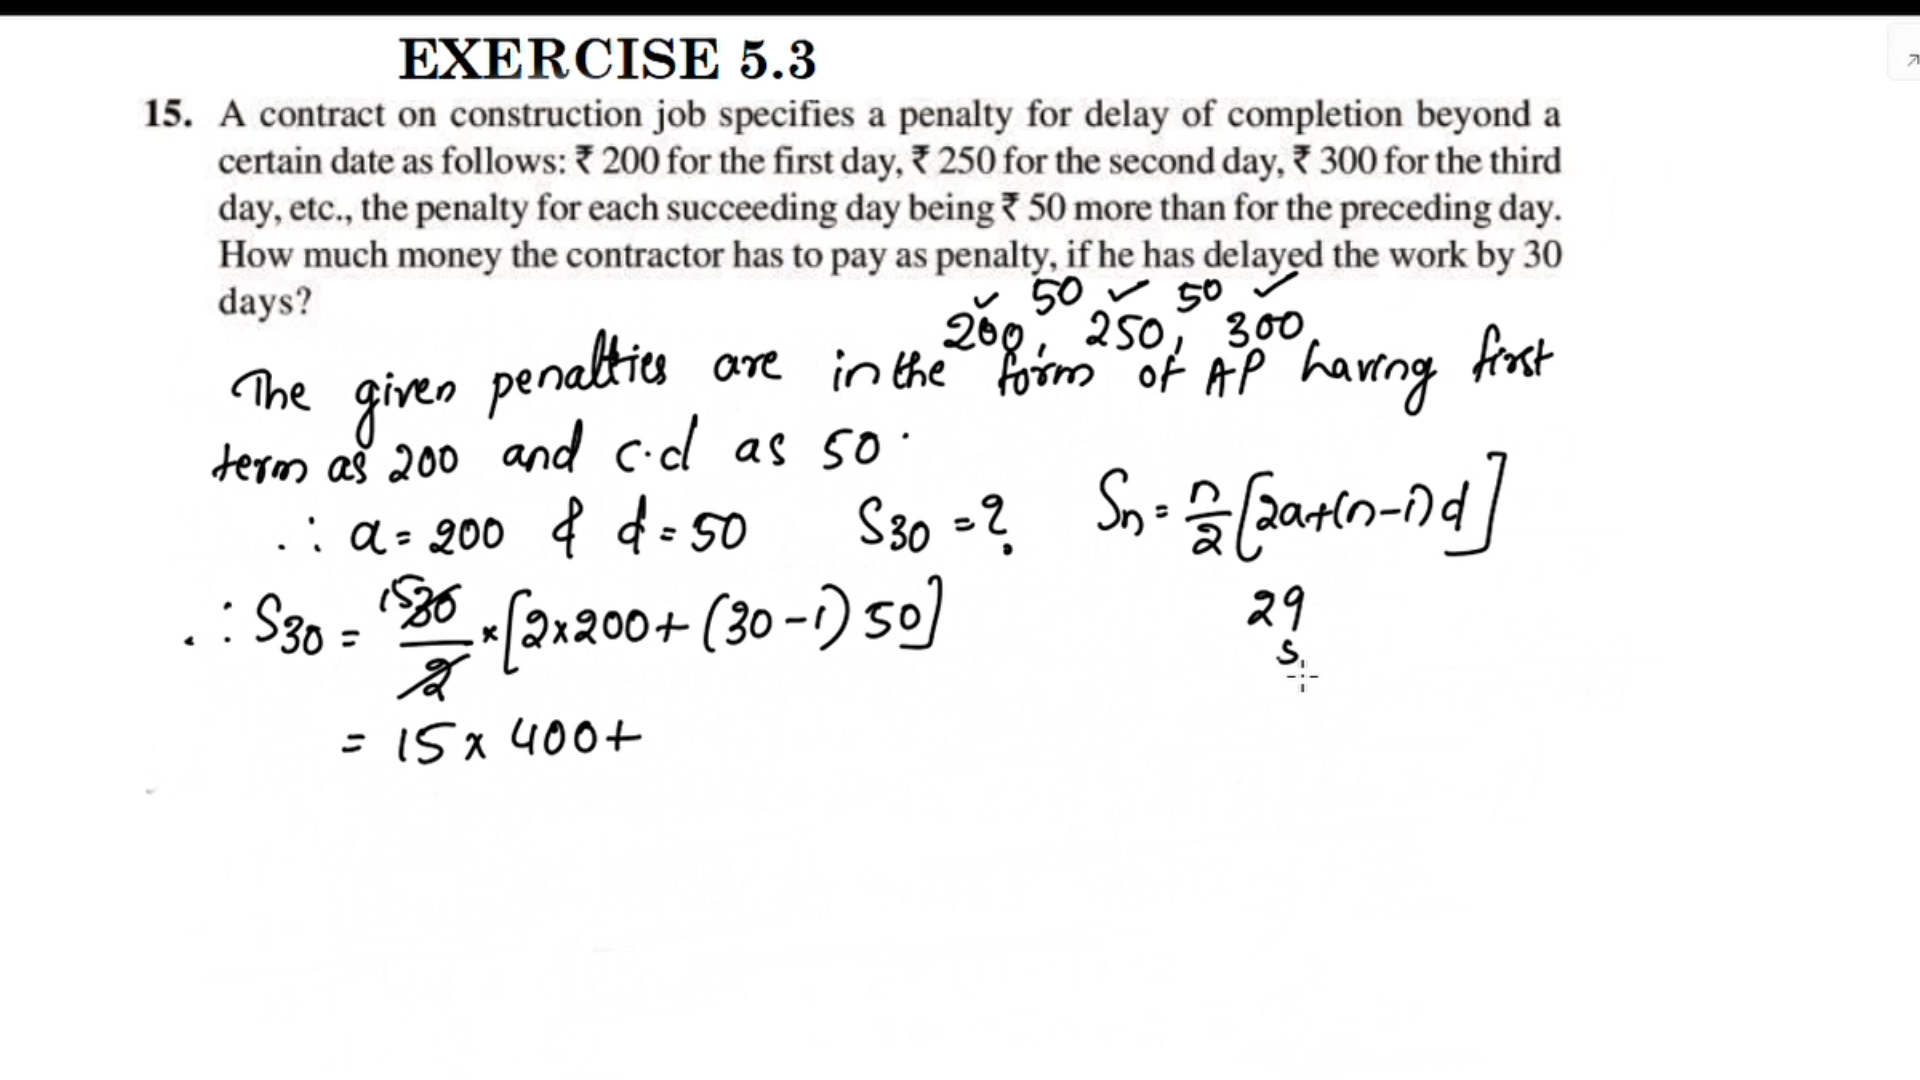 EXERCISE 5.3
15. A contract on construction job specifies a penalty for delay of completion beyond a
certain date as follows: ₹ 200 for the first day, ₹ 250 for the second day, ₹ 300 for the third
day, etc., the penalty for each succeeding day being ₹ 50 more than for the preceding day.
How much money the contractor has to pay as penalty, if he has delayed the work by 30
days?
50 50
200, 250, 300
The given penalties are in the form of AP having first
term as 200 and c.d as 50.
∴ a = 200 & d = 50 S30 = ? Sn = n/2 [2a+(n-1)d]
∴ S30 = 15 30/2 × [2×200+(30-1) 50]
29
5
= 15 × 400+